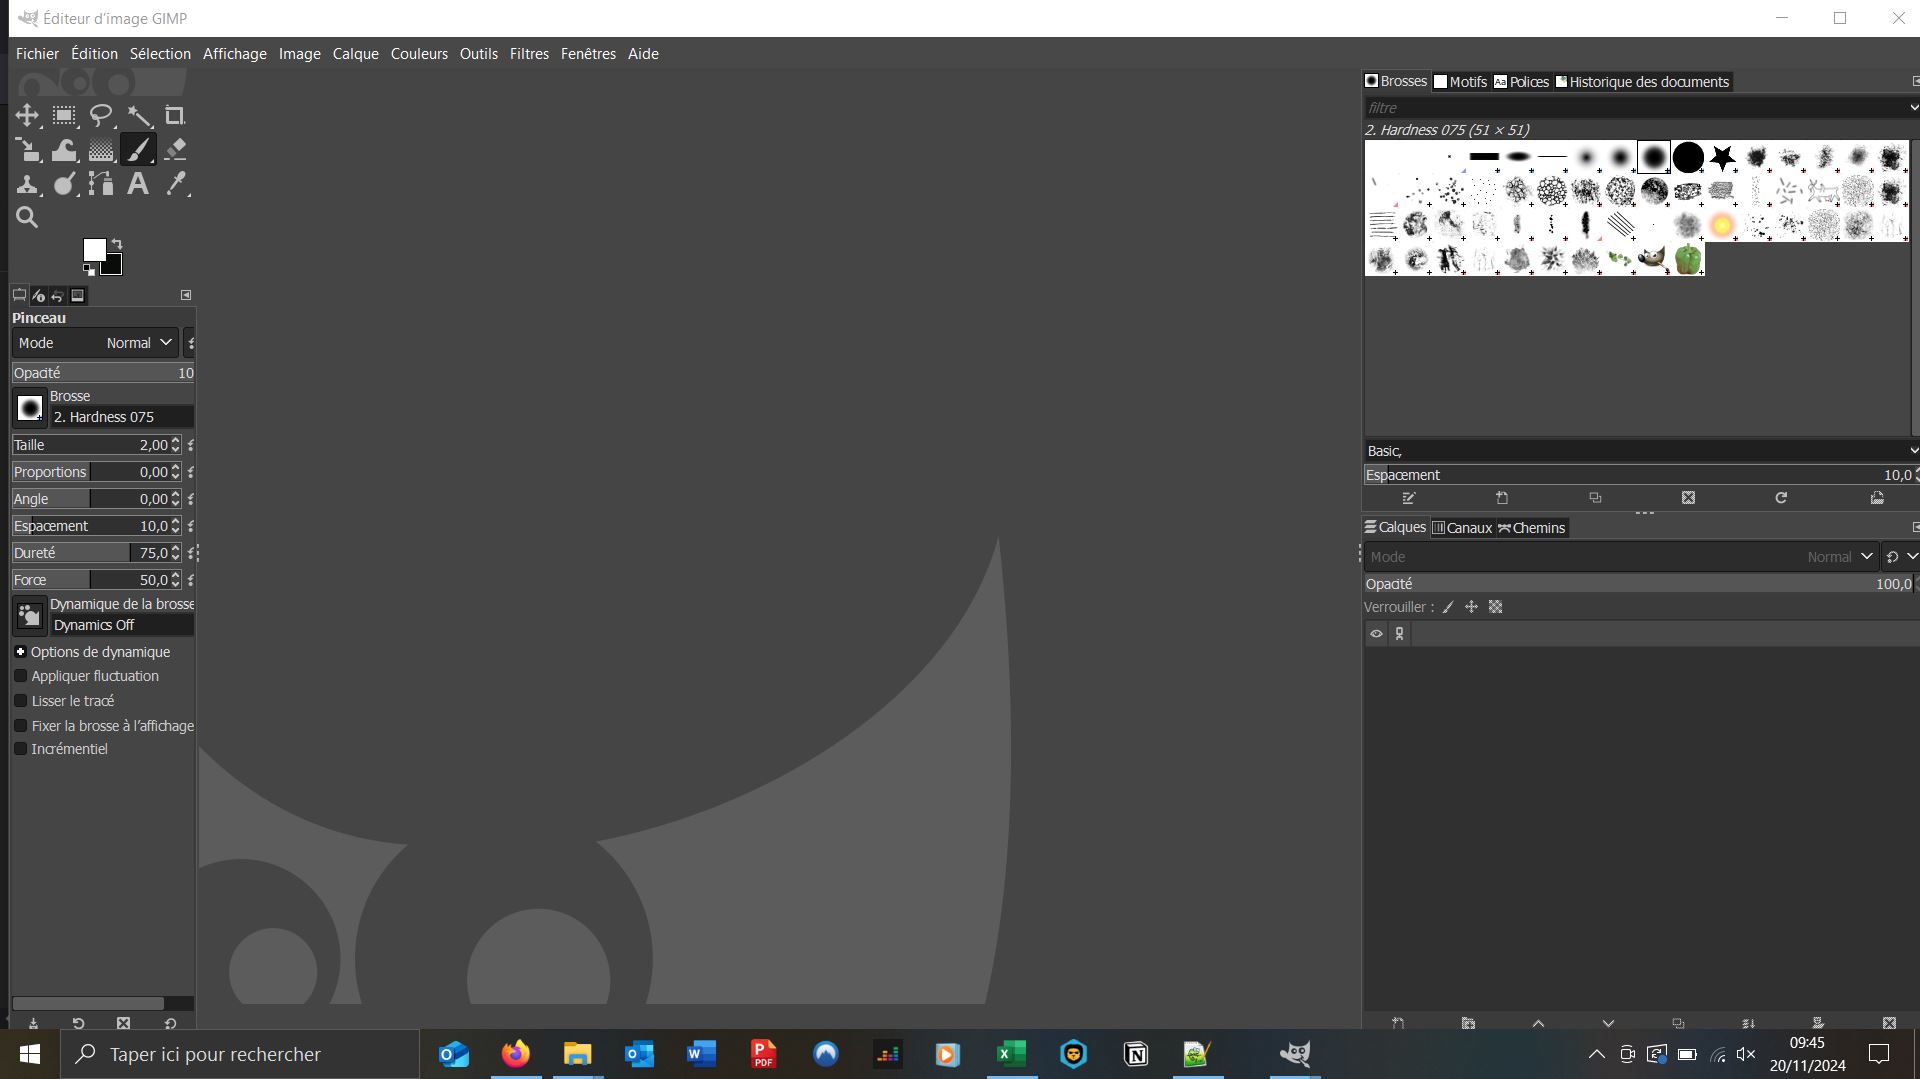 Éditeur d'image GIMP
Fichier Édition Sélection Affichage Image Calque Couleurs Outils Filtres Fenêtres Aide
A
Pinceau
Mode Normal
Opacité 10
Brosse
2. Hardness 075
Taille 2,00
Proportions 0,00
Angle 0,00
Espacement 10,0
Dureté 75,0
Force 50,0
Dynamique de la brosse
Dynamics Off
Options de dynamique
Appliquer fluctuation
Lisser le tracé
Fixer la brosse à l'affichage
Incrémentiel
Brosses Motifs Aa Polices Historique des documents
filtre
2. Hardness 075 (51 × 51)
Basic,
Espacement 10,0
Calques Canaux Chemins
Mode Normal
Opacité 100,0
Verrouiller :
Taper ici pour rechercher
PDF
09:45
20/11/2024